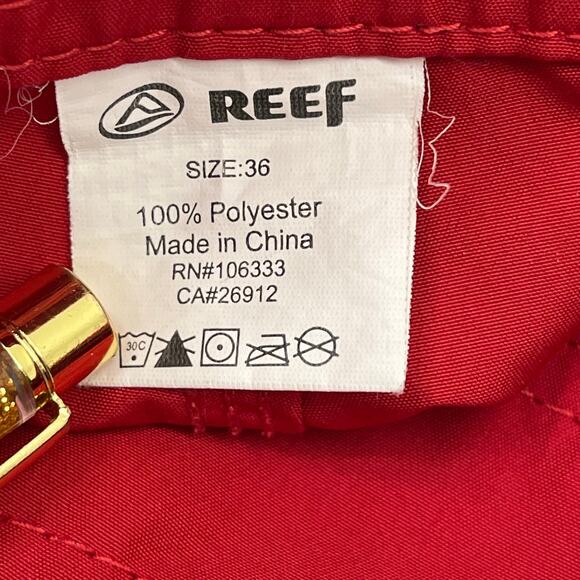 REEF
SIZE:36
100% Polyester
Made in China
RN#106333
CA#26912
30C